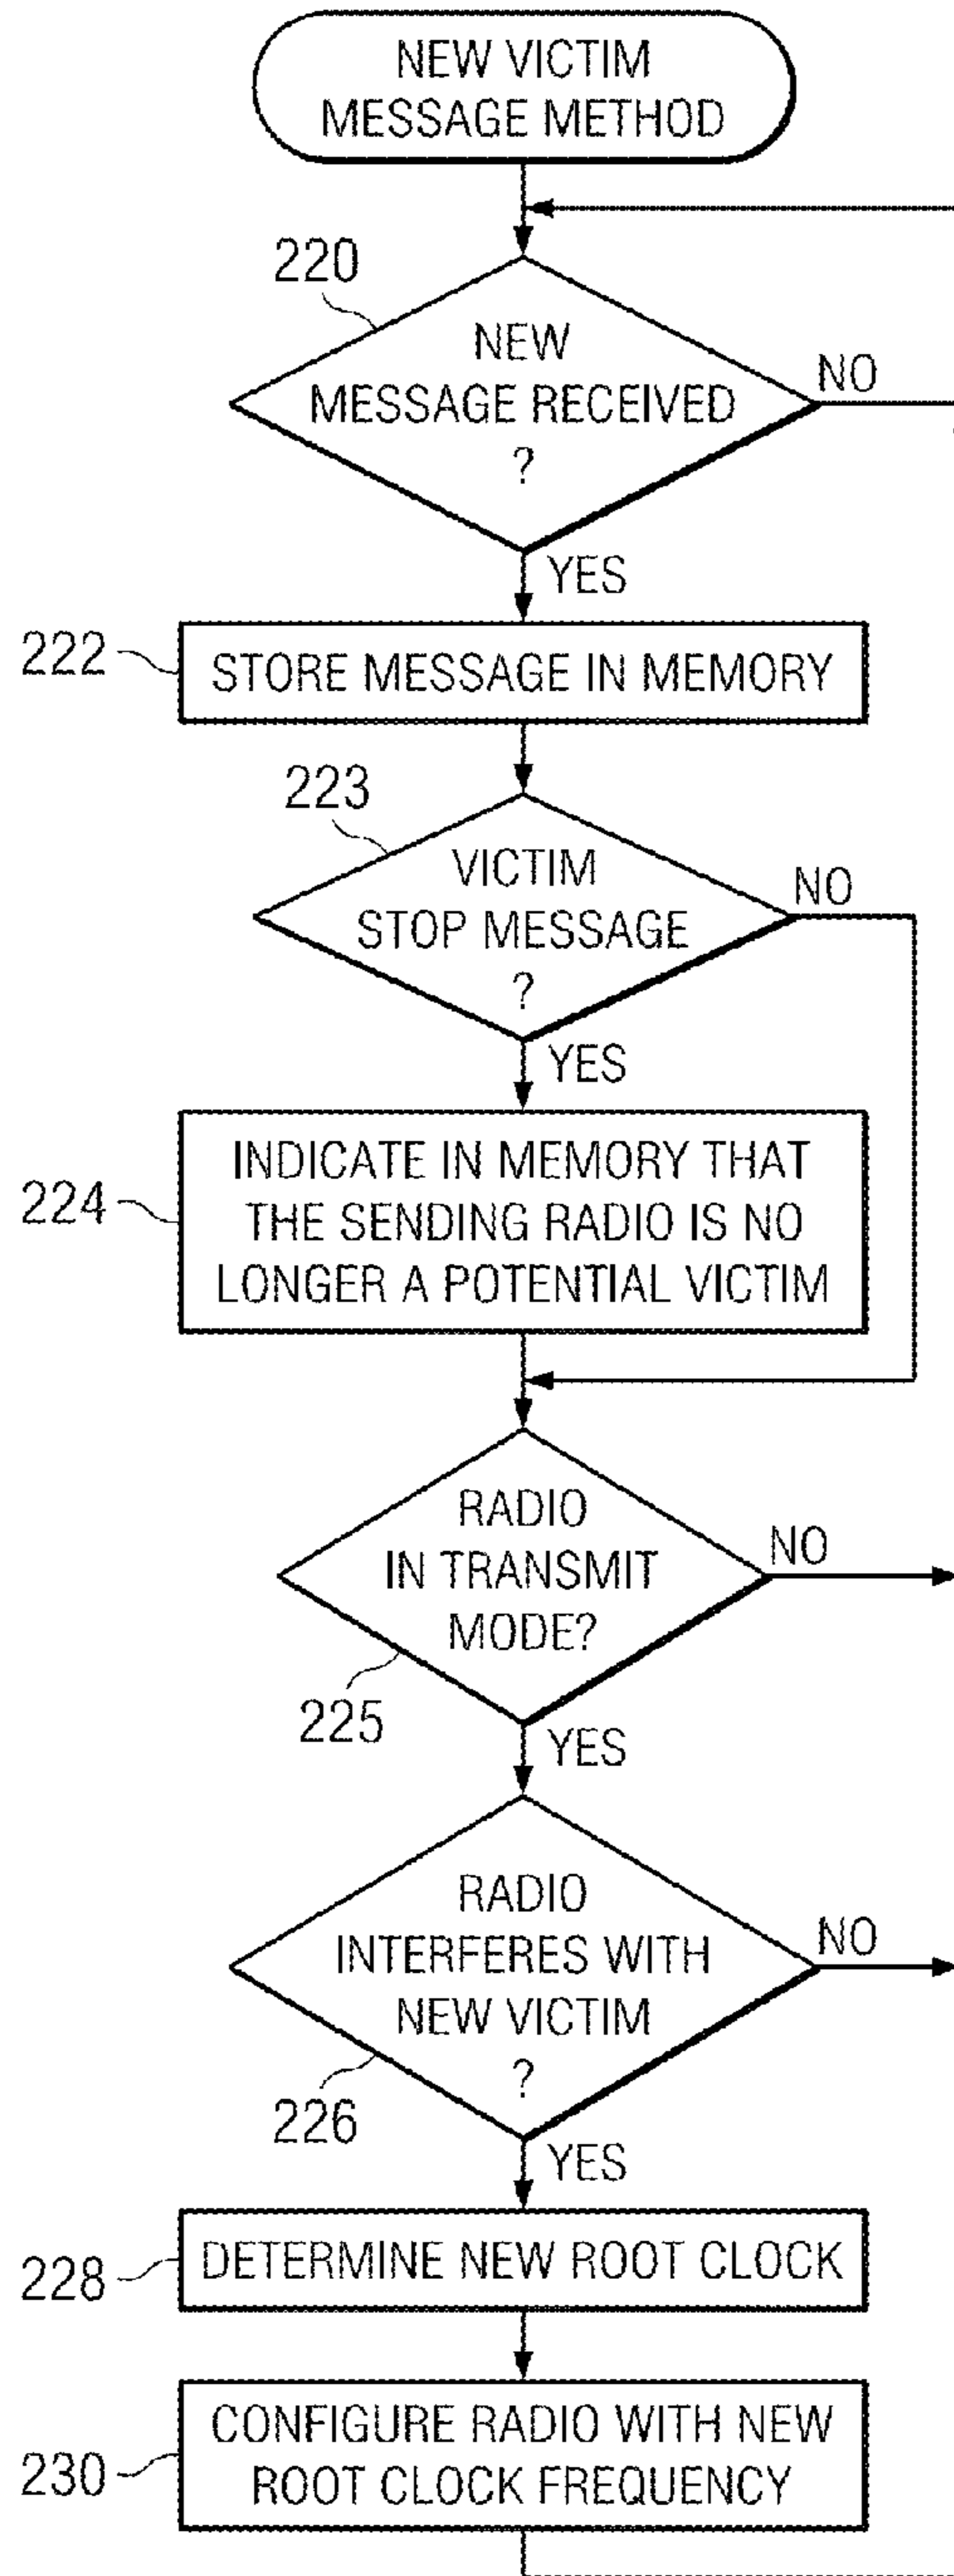 NEW VICTIM
MESSAGE METHOD
220
NEW
MESSAGE RECEIVED
?
NO
YES
222
STORE MESSAGE IN MEMORY
223
VICTIM
STOP MESSAGE
?
NO
YES
224
INDICATE IN MEMORY THAT
THE SENDING RADIO IS NO
LONGER A POTENTIAL VICTIM
RADIO
IN TRANSMIT
MODE?
NO
225
YES
RADIO
INTERFERES WITH
NEW VICTIM
?
NO
226
YES
228
DETERMINE NEW ROOT CLOCK
230
CONFIGURE RADIO WITH NEW
ROOT CLOCK FREQUENCY